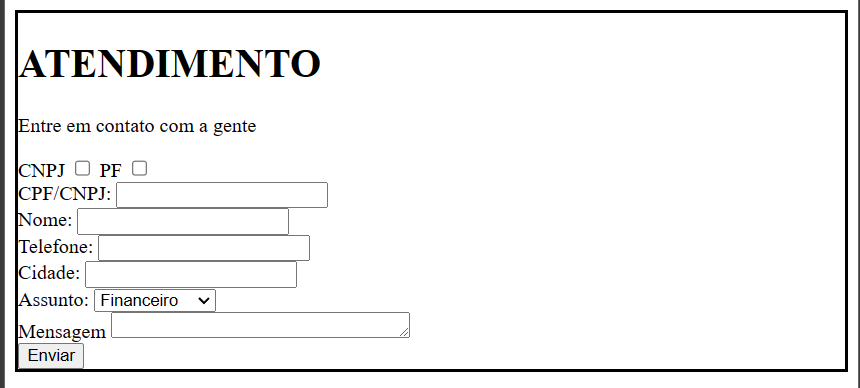 ATENDIMENTO
Entre em contato com a gente
CNPJ PF
CPF/CNPJ:
Nome:
Telefone:
Cidade:
Assunto: Financeiro
Mensagem
Enviar